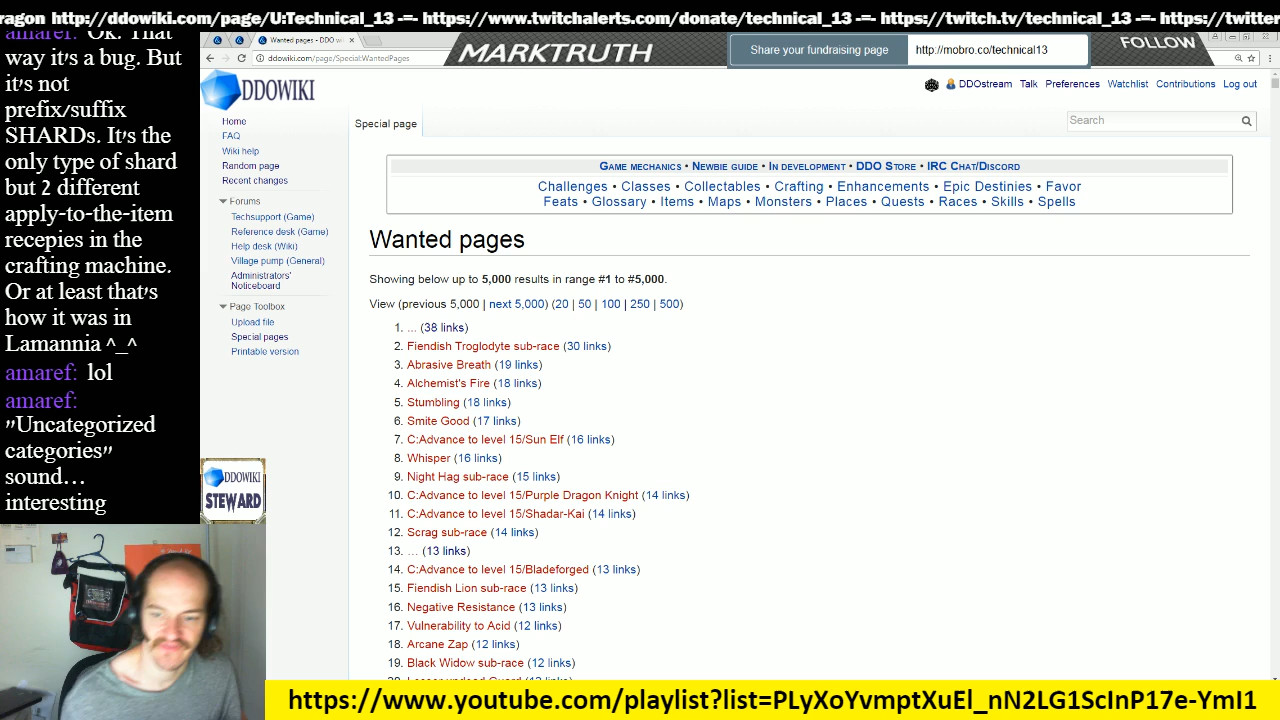 ragon http://ddowiki.com/page/U:Technical_13 -=- https://www.twitchalerts.com/donate/technical_13 -=- https://twitch.tv/technical_13 -=- https://twitter
amaref: Ok. That
way it's a bug. But
it's not
prefix/suffix
SHARDs. It's the
only type of shard
but 2 different
apply-to-the-item
recepies in the
crafting machine.
Or at least that's
how it was in
Lamannia ^_^
amaref: lol
amaref:
"Uncategorized
categories"
sound...
interesting
Wanted pages - DDO wi
ddowiki.com/page/Special:WantedPages
MARKTRUTH
Share your fundraising page
http://mobro.co/technical13
FOLLOW
DDOWIKI
DDOstream Talk Preferences Watchlist Contributions Log out
Home
FAQ
Wiki help
Random page
Recent changes
Forums
Techsupport (Game)
Reference desk (Game)
Help desk (Wiki)
Village pump (General)
Administrators'
Noticeboard
Page Toolbox
Upload file
Special pages
Printable version
DDOWIKI
STEWARD
Special page
Search
Game mechanics • Newbie guide • In development • DDO Store • IRC Chat/Discord
Challenges • Classes • Collectables • Crafting • Enhancements • Epic Destinies • Favor
Feats • Glossary • Items • Maps • Monsters • Places • Quests • Races • Skills • Spells
Wanted pages
Showing below up to 5,000 results in range #1 to #5,000.
View (previous 5,000 | next 5,000) (20 | 50 | 100 | 250 | 500)
1. ... (38 links)
2. Fiendish Troglodyte sub-race (30 links)
3. Abrasive Breath (19 links)
4. Alchemist's Fire (18 links)
5. Stumbling (18 links)
6. Smite Good (17 links)
7. C:Advance to level 15/Sun Elf (16 links)
8. Whisper (16 links)
9. Night Hag sub-race (15 links)
10. C:Advance to level 15/Purple Dragon Knight (14 links)
11. C:Advance to level 15/Shadar-Kai (14 links)
12. Scrag sub-race (14 links)
13. … (13 links)
14. C:Advance to level 15/Bladeforged (13 links)
15. Fiendish Lion sub-race (13 links)
16. Negative Resistance (13 links)
17. Vulnerability to Acid (12 links)
18. Arcane Zap (12 links)
19. Black Widow sub-race (12 links)
https://www.youtube.com/playlist?list=PLyXoYvmptXuEl_nN2LG1ScInP17e-YmI1